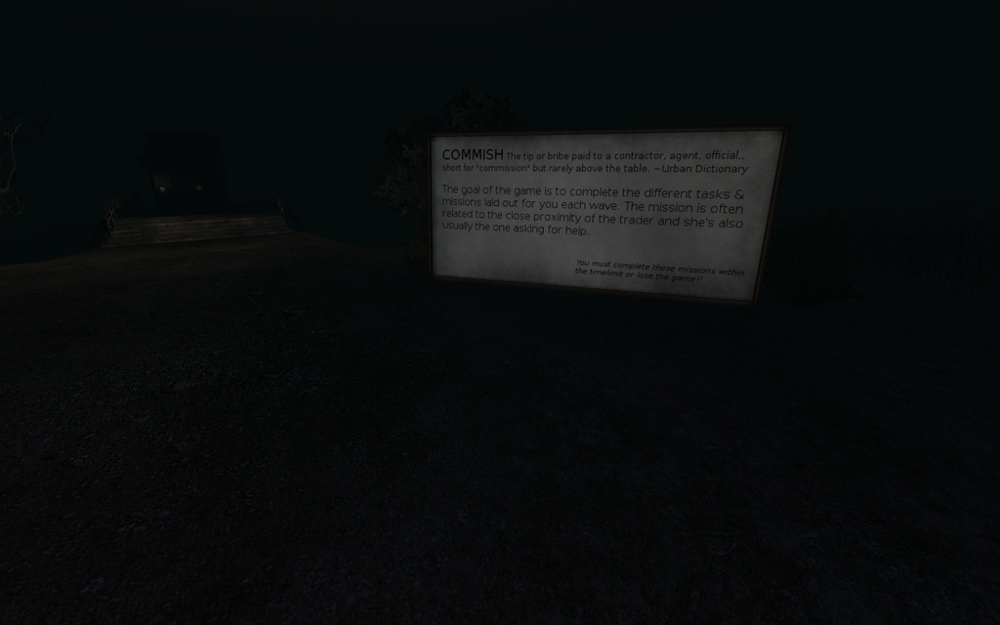 COMMISH The tip or bribe paid to a contractor, agent, official,,
short for "commission" but rarely above the table. ~Urban Dictionary
The goal of the game is to complete the different tasks &
missions laid out for you each wave. The mission is often
related to the close proximity of the trader and she's also
usually the one asking for help.
You must complete these missions within
the timelimit or lose the game!!